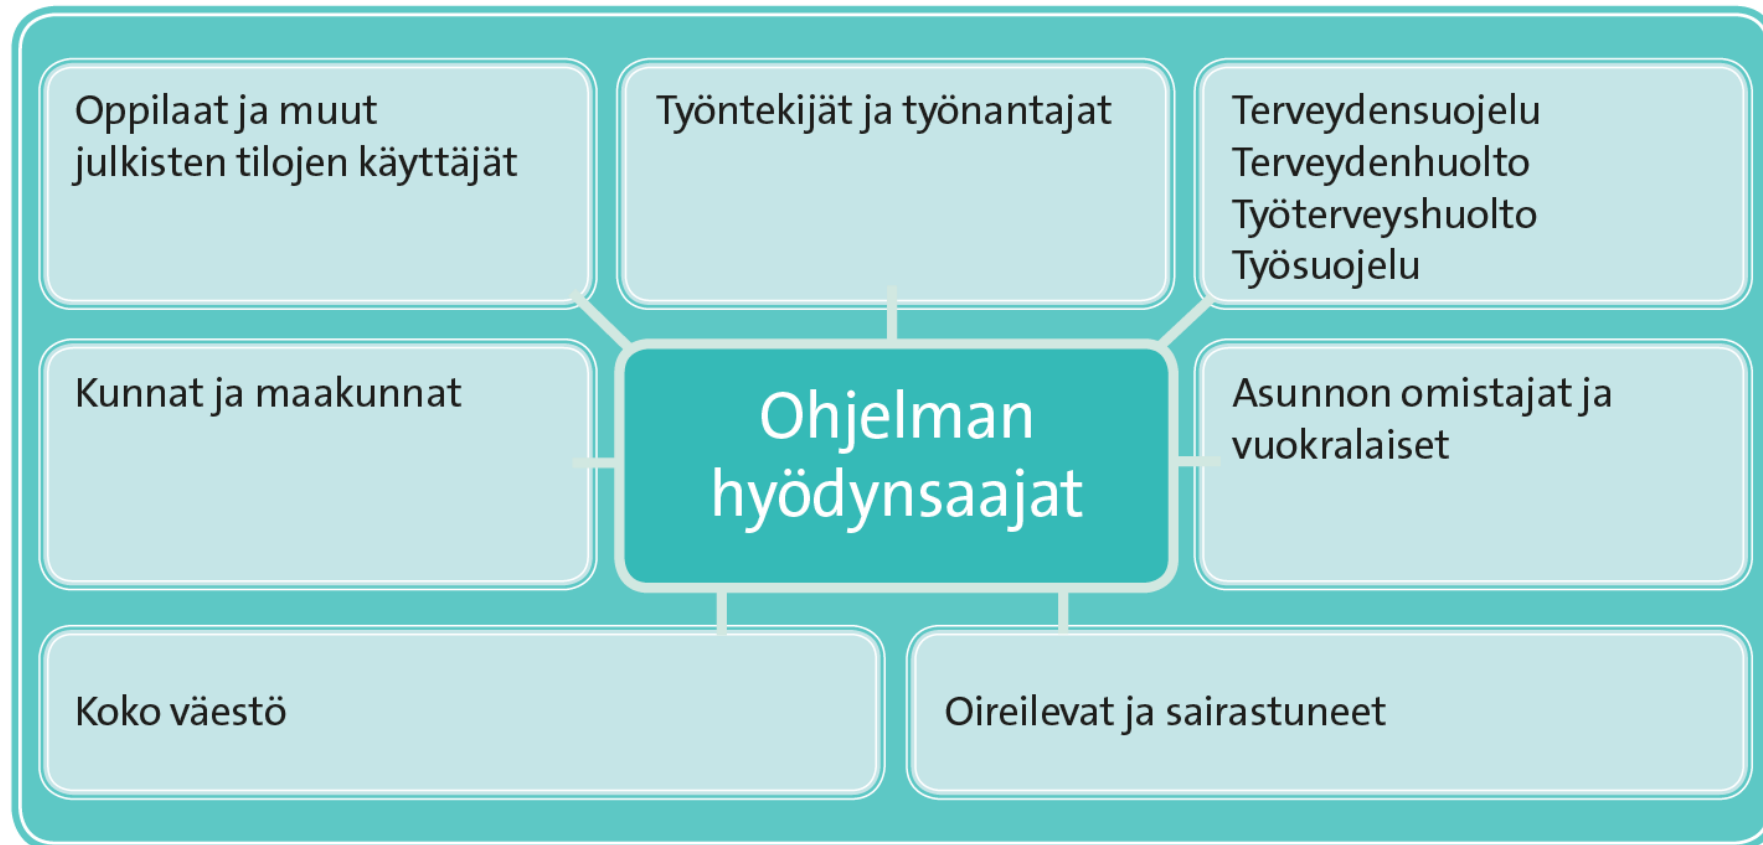 Oppilaat ja muut
julkisten tilojen käyttäjät
Työntekijät ja työnantajat
Terveydensuojelu
Terveydenhuolto
Työterveyshuolto
Työsuojelu
Kunnat ja maakunnat
Ohjelman
hyödynsaajat
Asunnon omistajat ja
vuokralaiset
Koko väestö
Oireilevat ja sairastuneet